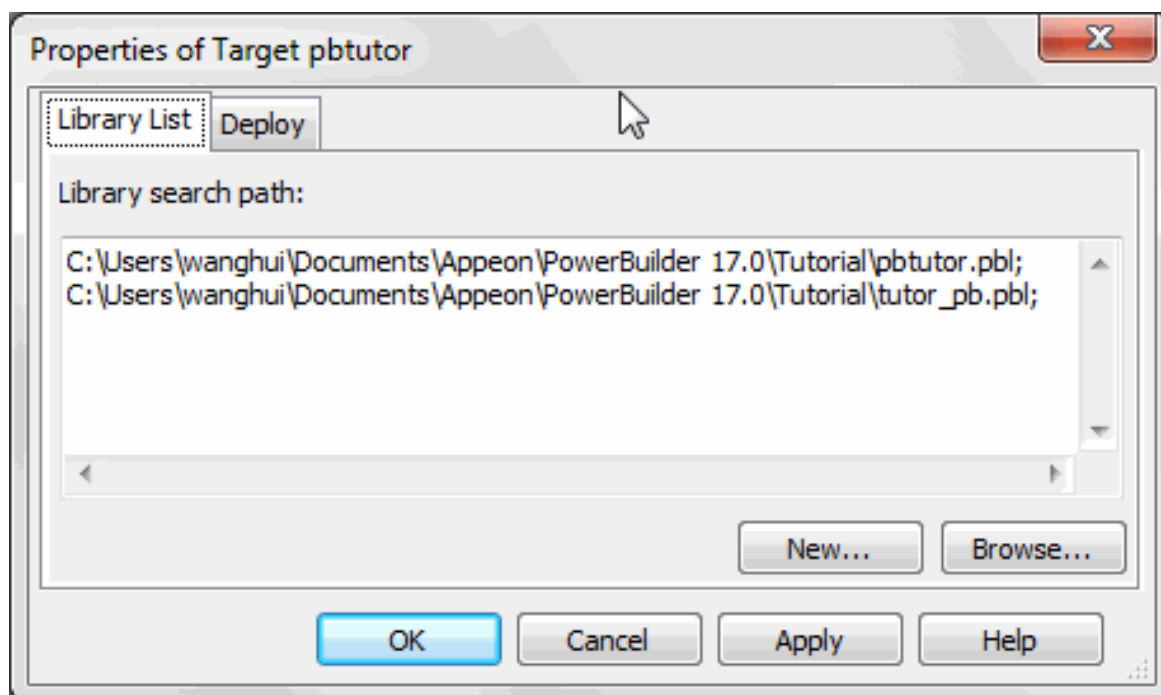 Properties of Target pbtutor
Library List Deploy
Library search path:
C:\Users\wanghui\Documents\Appeon\PowerBuilder 17.0\Tutorial\pbtutor.pbl;
C:\Users\wanghui\Documents\Appeon\PowerBuilder 17.0\Tutorial\tutor_pb.pbl;
New... Browse...
OK Cancel Apply Help